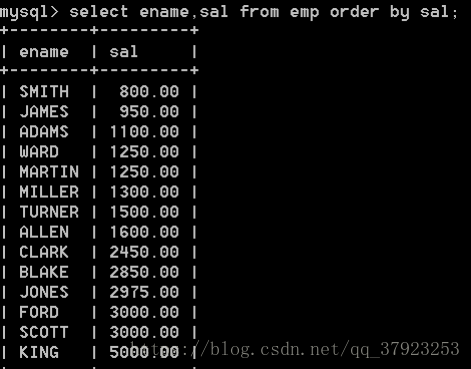 mysql> select ename,sal from emp order by sal;
+--------+---------+
| ename | sal |
+--------+---------+
| SMITH | 800.00 |
| JAMES | 950.00 |
| ADAMS | 1100.00 |
| WARD | 1250.00 |
| MARTIN | 1250.00 |
| MILLER | 1300.00 |
| TURNER | 1500.00 |
| ALLEN | 1600.00 |
| CLARK | 2450.00 |
| BLAKE | 2850.00 |
| JONES | 2975.00 |
| FORD | 3000.00 |
| SCOTT | 3000.00 |
| KING | 5000.00 |
https://blog.csdn.net/qq_37923253